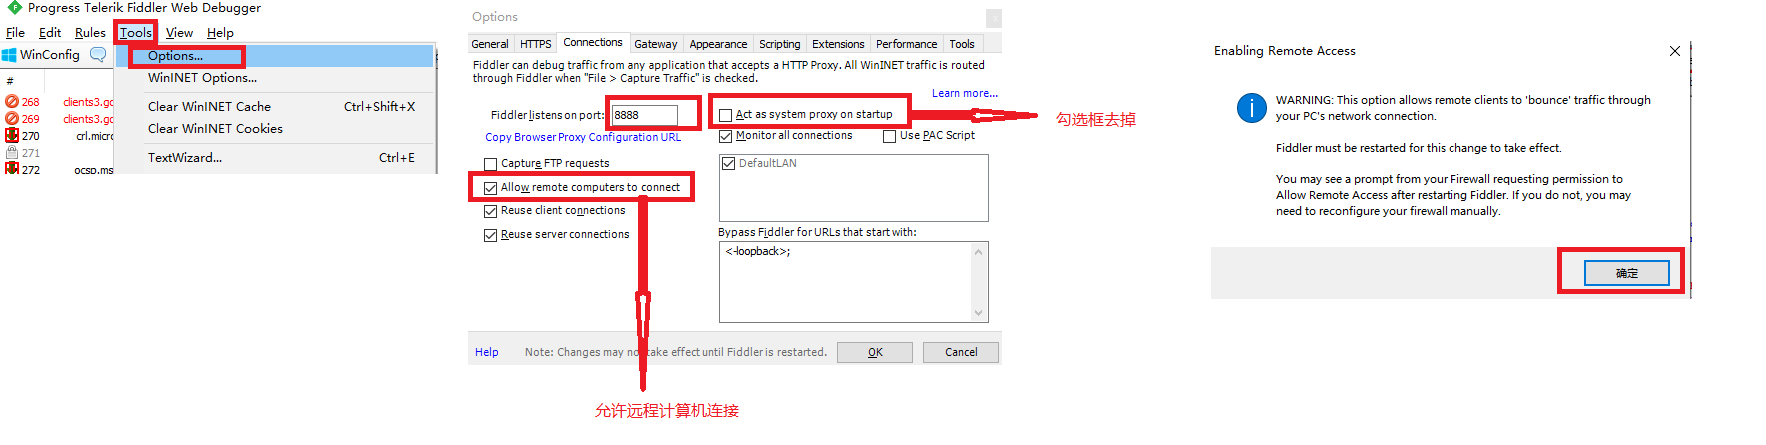 Progress Telerik Fiddler Web Debugger
File Edit Rules Tools View Help
WinConfig
Options...
WinINET Options...
#
Clear WinINET Cache Ctrl+Shift+X
268 clients3.go
269 clients3.go
Clear WinINET Cookies
270 crl.micro
271
TextWizard... Ctrl+E
272 ocsp.ms
Options
General HTTPS Connections Gateway Appearance Scripting Extensions Performance Tools
Fiddler can debug traffic from any application that accepts a HTTP Proxy. All WinINET traffic is routed
through Fiddler when "File > Capture Traffic" is checked.
Learn more...
Fiddler listens on port: 8888
Act as system proxy on startup
勾选框去掉
Copy Browser Proxy Configuration URL
Monitor all connections Use PAC Script
Capture FTP requests
DefaultLAN
Allow remote computers to connect
Reuse client connections
Reuse server connections
Bypass Fiddler for URLs that start with:
<-loopback>;
Help Note: Changes may not take effect until Fiddler is restarted. OK Cancel
允许远程计算机连接
Enabling Remote Access
WARNING: This option allows remote clients to 'bounce' traffic through
your PC's network connection.
Fiddler must be restarted for this change to take effect.
You may see a prompt from your Firewall requesting permission to
Allow Remote Access after restarting Fiddler. If you do not, you may
need to reconfigure your firewall manually.
确定